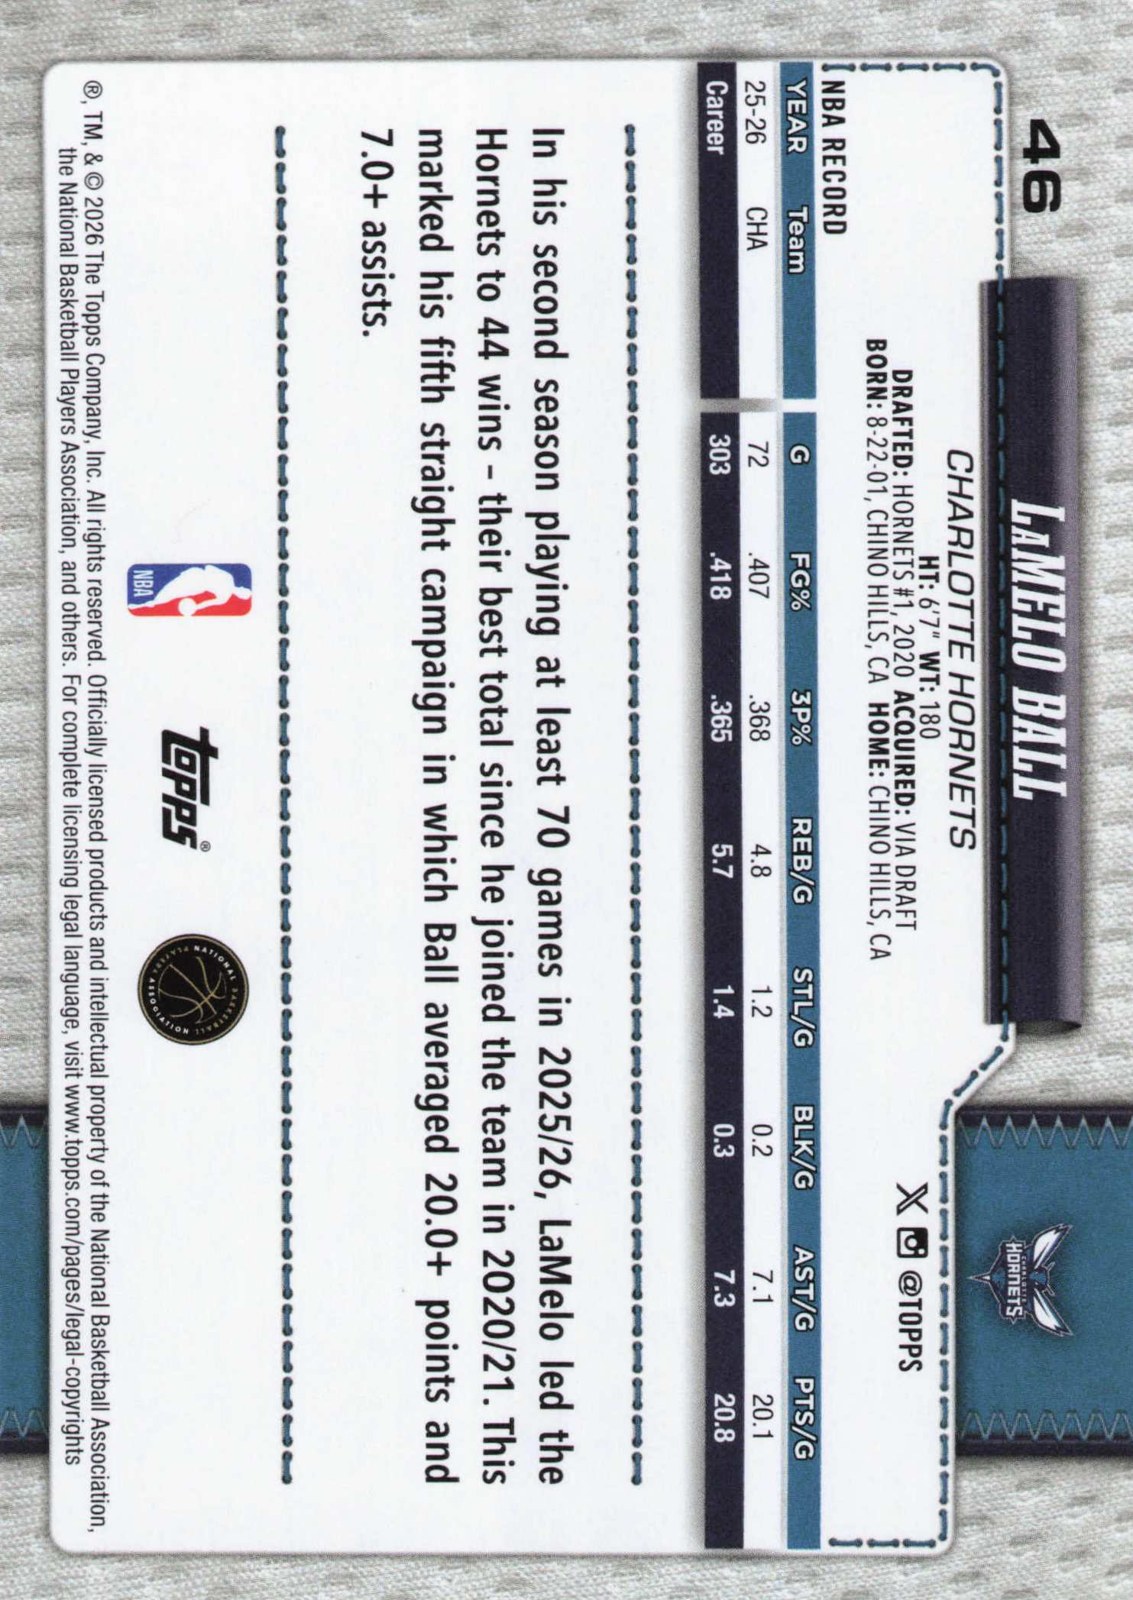 46
LaMELO BALL
CHARLOTTE HORNETS
HT: 6'7" WT: 180
DRAFTED: HORNETS #1, 2020 ACQUIRED: VIA DRAFT
BORN: 8-22-01, CHINO HILLS, CA HOME: CHINO HILLS, CA
CHARLOTTE
HORNETS
@TOPPS
NBA RECORD
YEAR Team G FG% 3P% REB/G STL/G BLK/G AST/G PTS/G
25-26 CHA 72 .407 .368 4.8 1.2 0.2 7.1 20.1
Career 303 .418 .365 5.7 1.4 0.3 7.3 20.8
In his second season playing at least 70 games in 2025/26, LaMelo led the
Hornets to 44 wins – their best total since he joined the team in 2020/21. This
marked his fifth straight campaign in which Ball averaged 20.0+ points and
7.0+ assists.
NBA
Topps®
NATIONAL BASKETBALL PLAYERS ASSOCIATION
®, TM, & © 2026 The Topps Company, Inc. All rights reserved. Officially licensed products and intellectual property of the National Basketball Association,
the National Basketball Players Association, and others. For complete licensing legal language, visit www.topps.com/pages/legal-copyrights